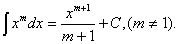 ∫x^m dx = x^{m+1}/(m+1) + C, (m ≠ 1).